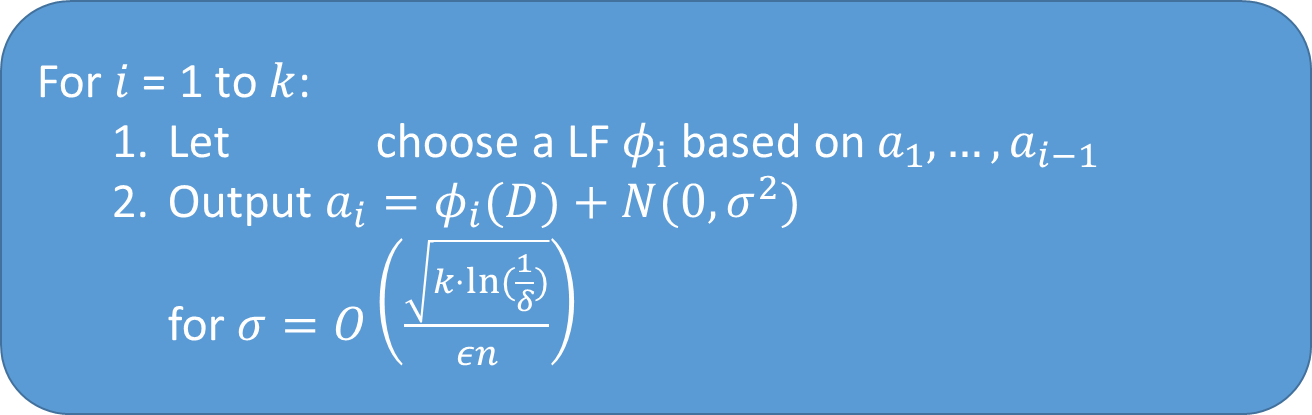 For 𝑖 = 1 to 𝑘:
1. Let choose a LF 𝜙ᵢ based on 𝑎₁, … , 𝑎ᵢ₋₁
2. Output 𝑎ᵢ = 𝜙ᵢ(𝐷) + 𝑁(0, 𝜎²)
for 𝜎 = 𝑂(√(𝑘·ln(1/𝛿)) / 𝜖𝑛)